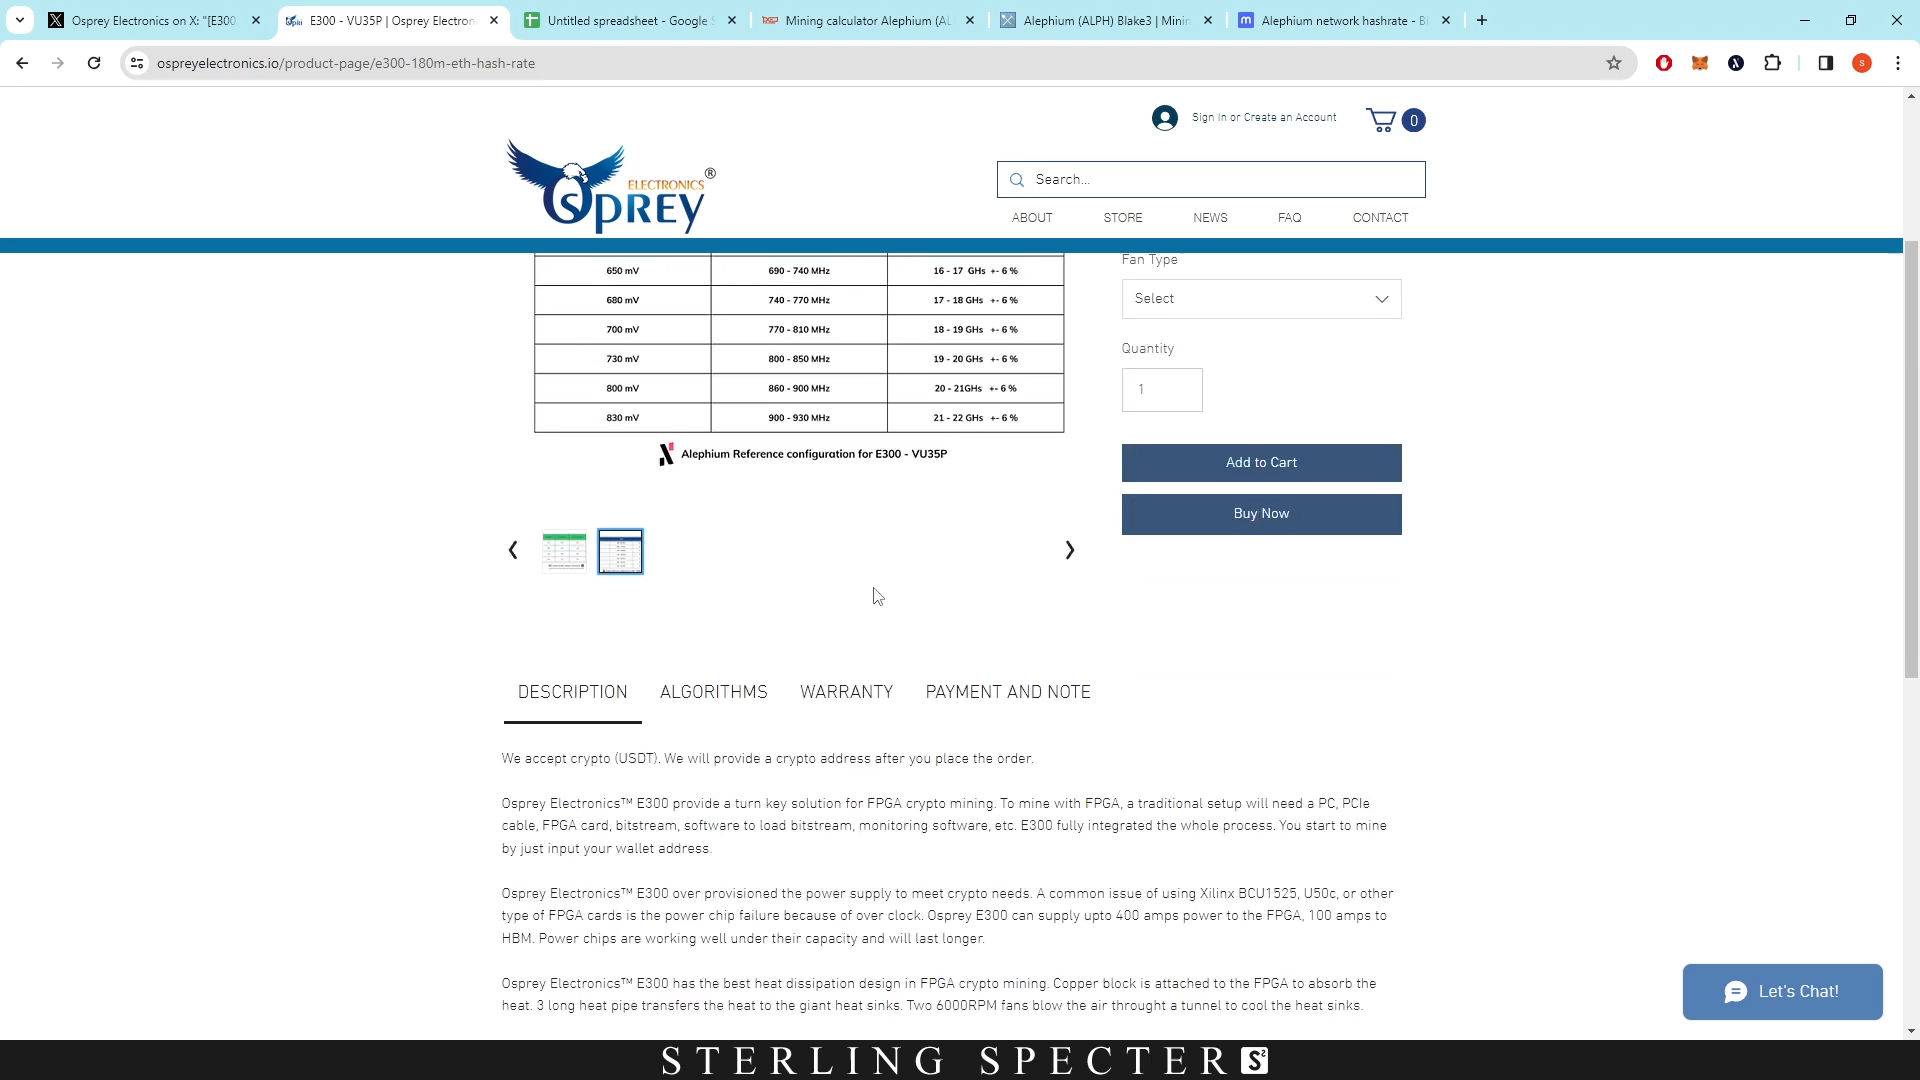 Osprey Electronics on X: "[E300
E300 - VU35P | Osprey Electron
Untitled spreadsheet - Google S
Mining calculator Alephium (AL
Alephium (ALPH) Blake3 | Minin
Alephium network hashrate - Bl
ospreyelectronics.io/product-page/e300-180m-eth-hash-rate
Sign In or Create an Account
0
ELECTRONICS ®
OSPREY
Search...
ABOUT STORE NEWS FAQ CONTACT
650 mV 690 - 740 MHz 16 - 17 GHs +- 6 %
680 mV 740 - 770 MHz 17 - 18 GHs +- 6 %
700 mV 770 - 810 MHz 18 - 19 GHs +- 6 %
730 mV 800 - 850 MHz 19 - 20 GHs +- 6 %
800 mV 860 - 900 MHz 20 - 21GHs +- 6 %
830 mV 900 - 930 MHz 21 - 22 GHs +- 6 %
Alephium Reference configuration for E300 - VU35P
Fan Type
Select
Quantity
1
Add to Cart
Buy Now
DESCRIPTION ALGORITHMS WARRANTY PAYMENT AND NOTE
We accept crypto (USDT). We will provide a crypto address after you place the order.
Osprey Electronics™ E300 provide a turn key solution for FPGA crypto mining. To mine with FPGA, a traditional setup will need a PC, PCIe
cable, FPGA card, bitstream, software to load bitstream, monitoring software, etc. E300 fully integrated the whole process. You start to mine
by just input your wallet address.
Osprey Electronics™ E300 over provisioned the power supply to meet crypto needs. A common issue of using Xilinx BCU1525, U50c, or other
type of FPGA cards is the power chip failure because of over clock. Osprey E300 can supply upto 400 amps power to the FPGA, 100 amps to
HBM. Power chips are working well under their capacity and will last longer.
Osprey Electronics™ E300 has the best heat dissipation design in FPGA crypto mining. Copper block is attached to the FPGA to absorb the
heat. 3 long heat pipe transfers the heat to the giant heat sinks. Two 6000RPM fans blow the air throught a tunnel to cool the heat sinks.
Let's Chat!
STERLING SPECTER